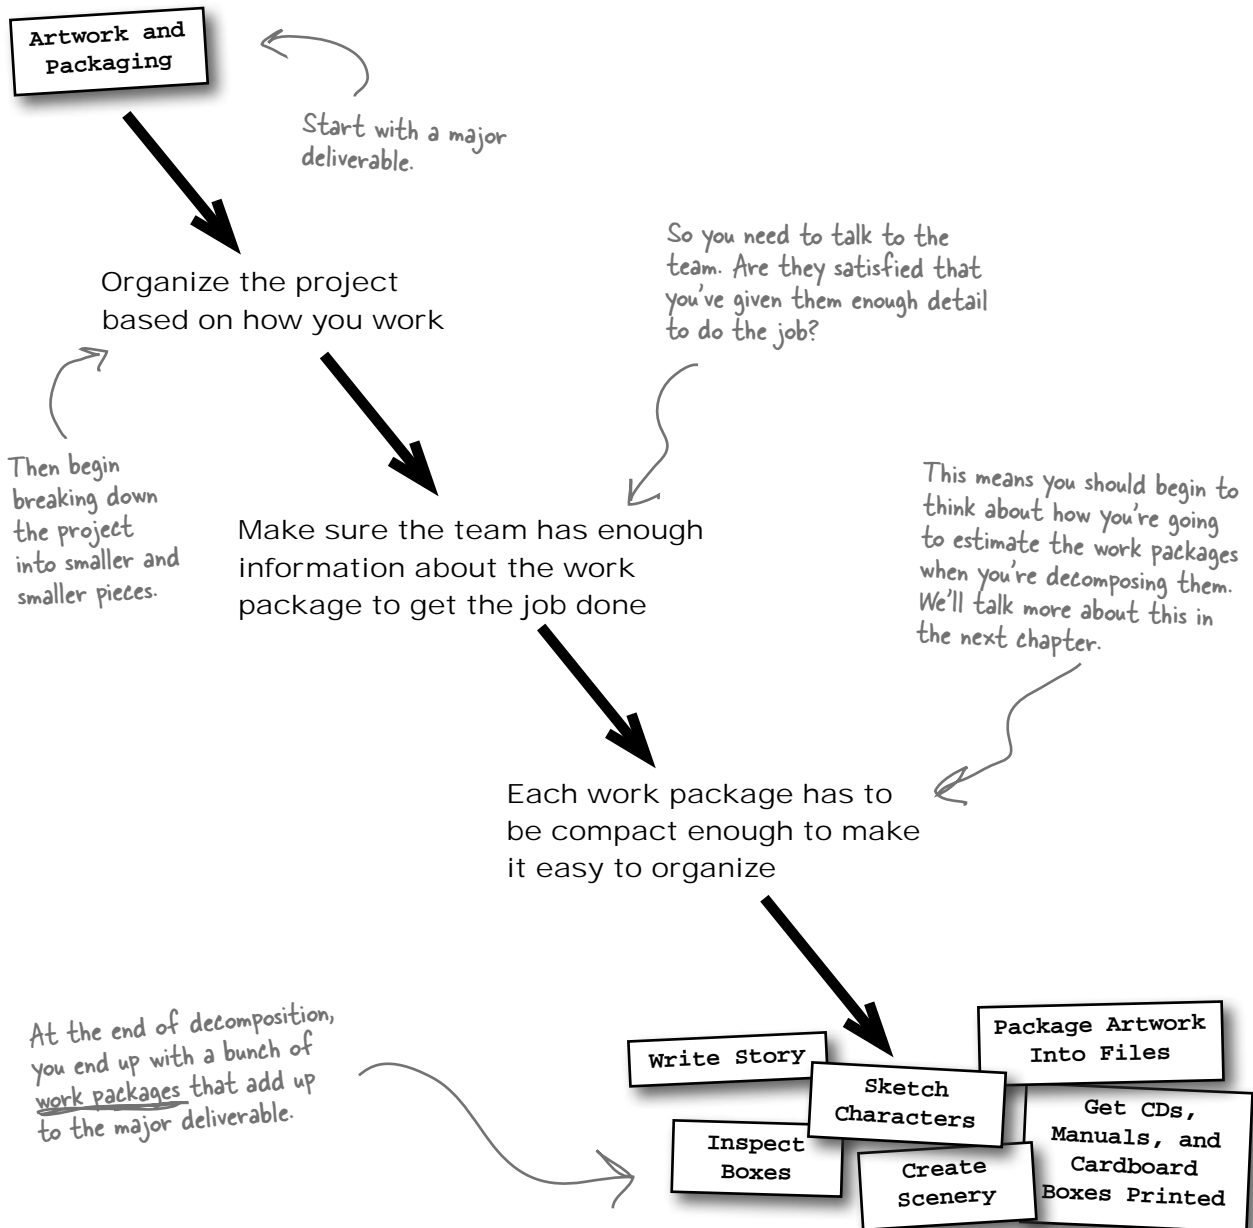 Artwork and
Packaging
Start with a major
deliverable.
Organize the project
based on how you work
So you need to talk to the
team. Are they satisfied that
you've given them enough detail
to do the job?
Then begin
breaking down
the project
into smaller and
smaller pieces.
Make sure the team has enough
information about the work
package to get the job done
This means you should begin to
think about how you're going
to estimate the work packages
when you're decomposing them.
We'll talk more about this in
the next chapter.
Each work package has to
be compact enough to make
it easy to organize
At the end of decomposition,
you end up with a bunch of
work packages that add up
to the major deliverable.
Write Story
Sketch
Characters
Package Artwork
Into Files
Inspect
Boxes
Create
Scenery
Get CDs,
Manuals, and
Cardboard
Boxes Printed